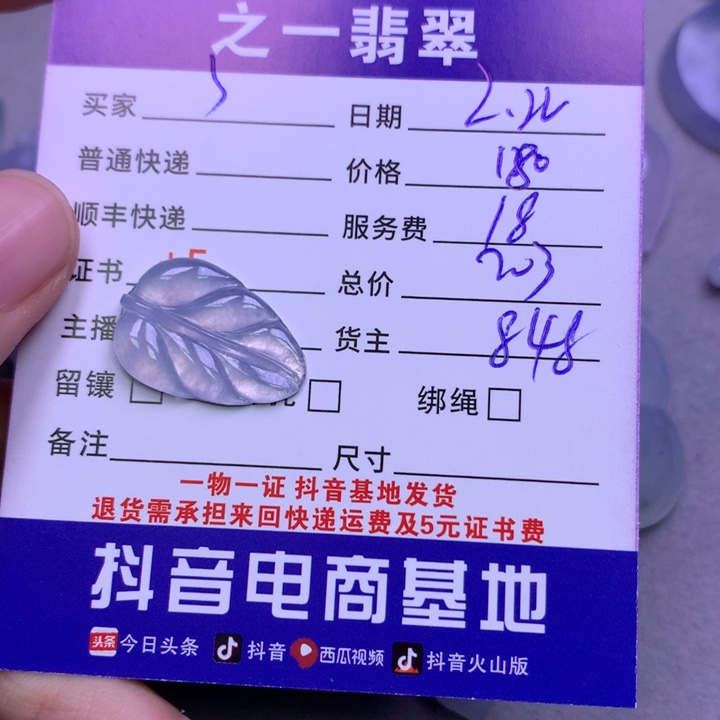 之一翡翠
买家 日期 2.22
普通快递 价格 180
顺丰快递 服务费 18
证书 +5 总价 203
主播 货主 848
留镶 绑绳
备注 尺寸
一物一证 抖音基地发货
退货需承担来回快递运费及5元证书费
抖音电商基地
头条 今日头条 抖音 西瓜视频 抖音火山版